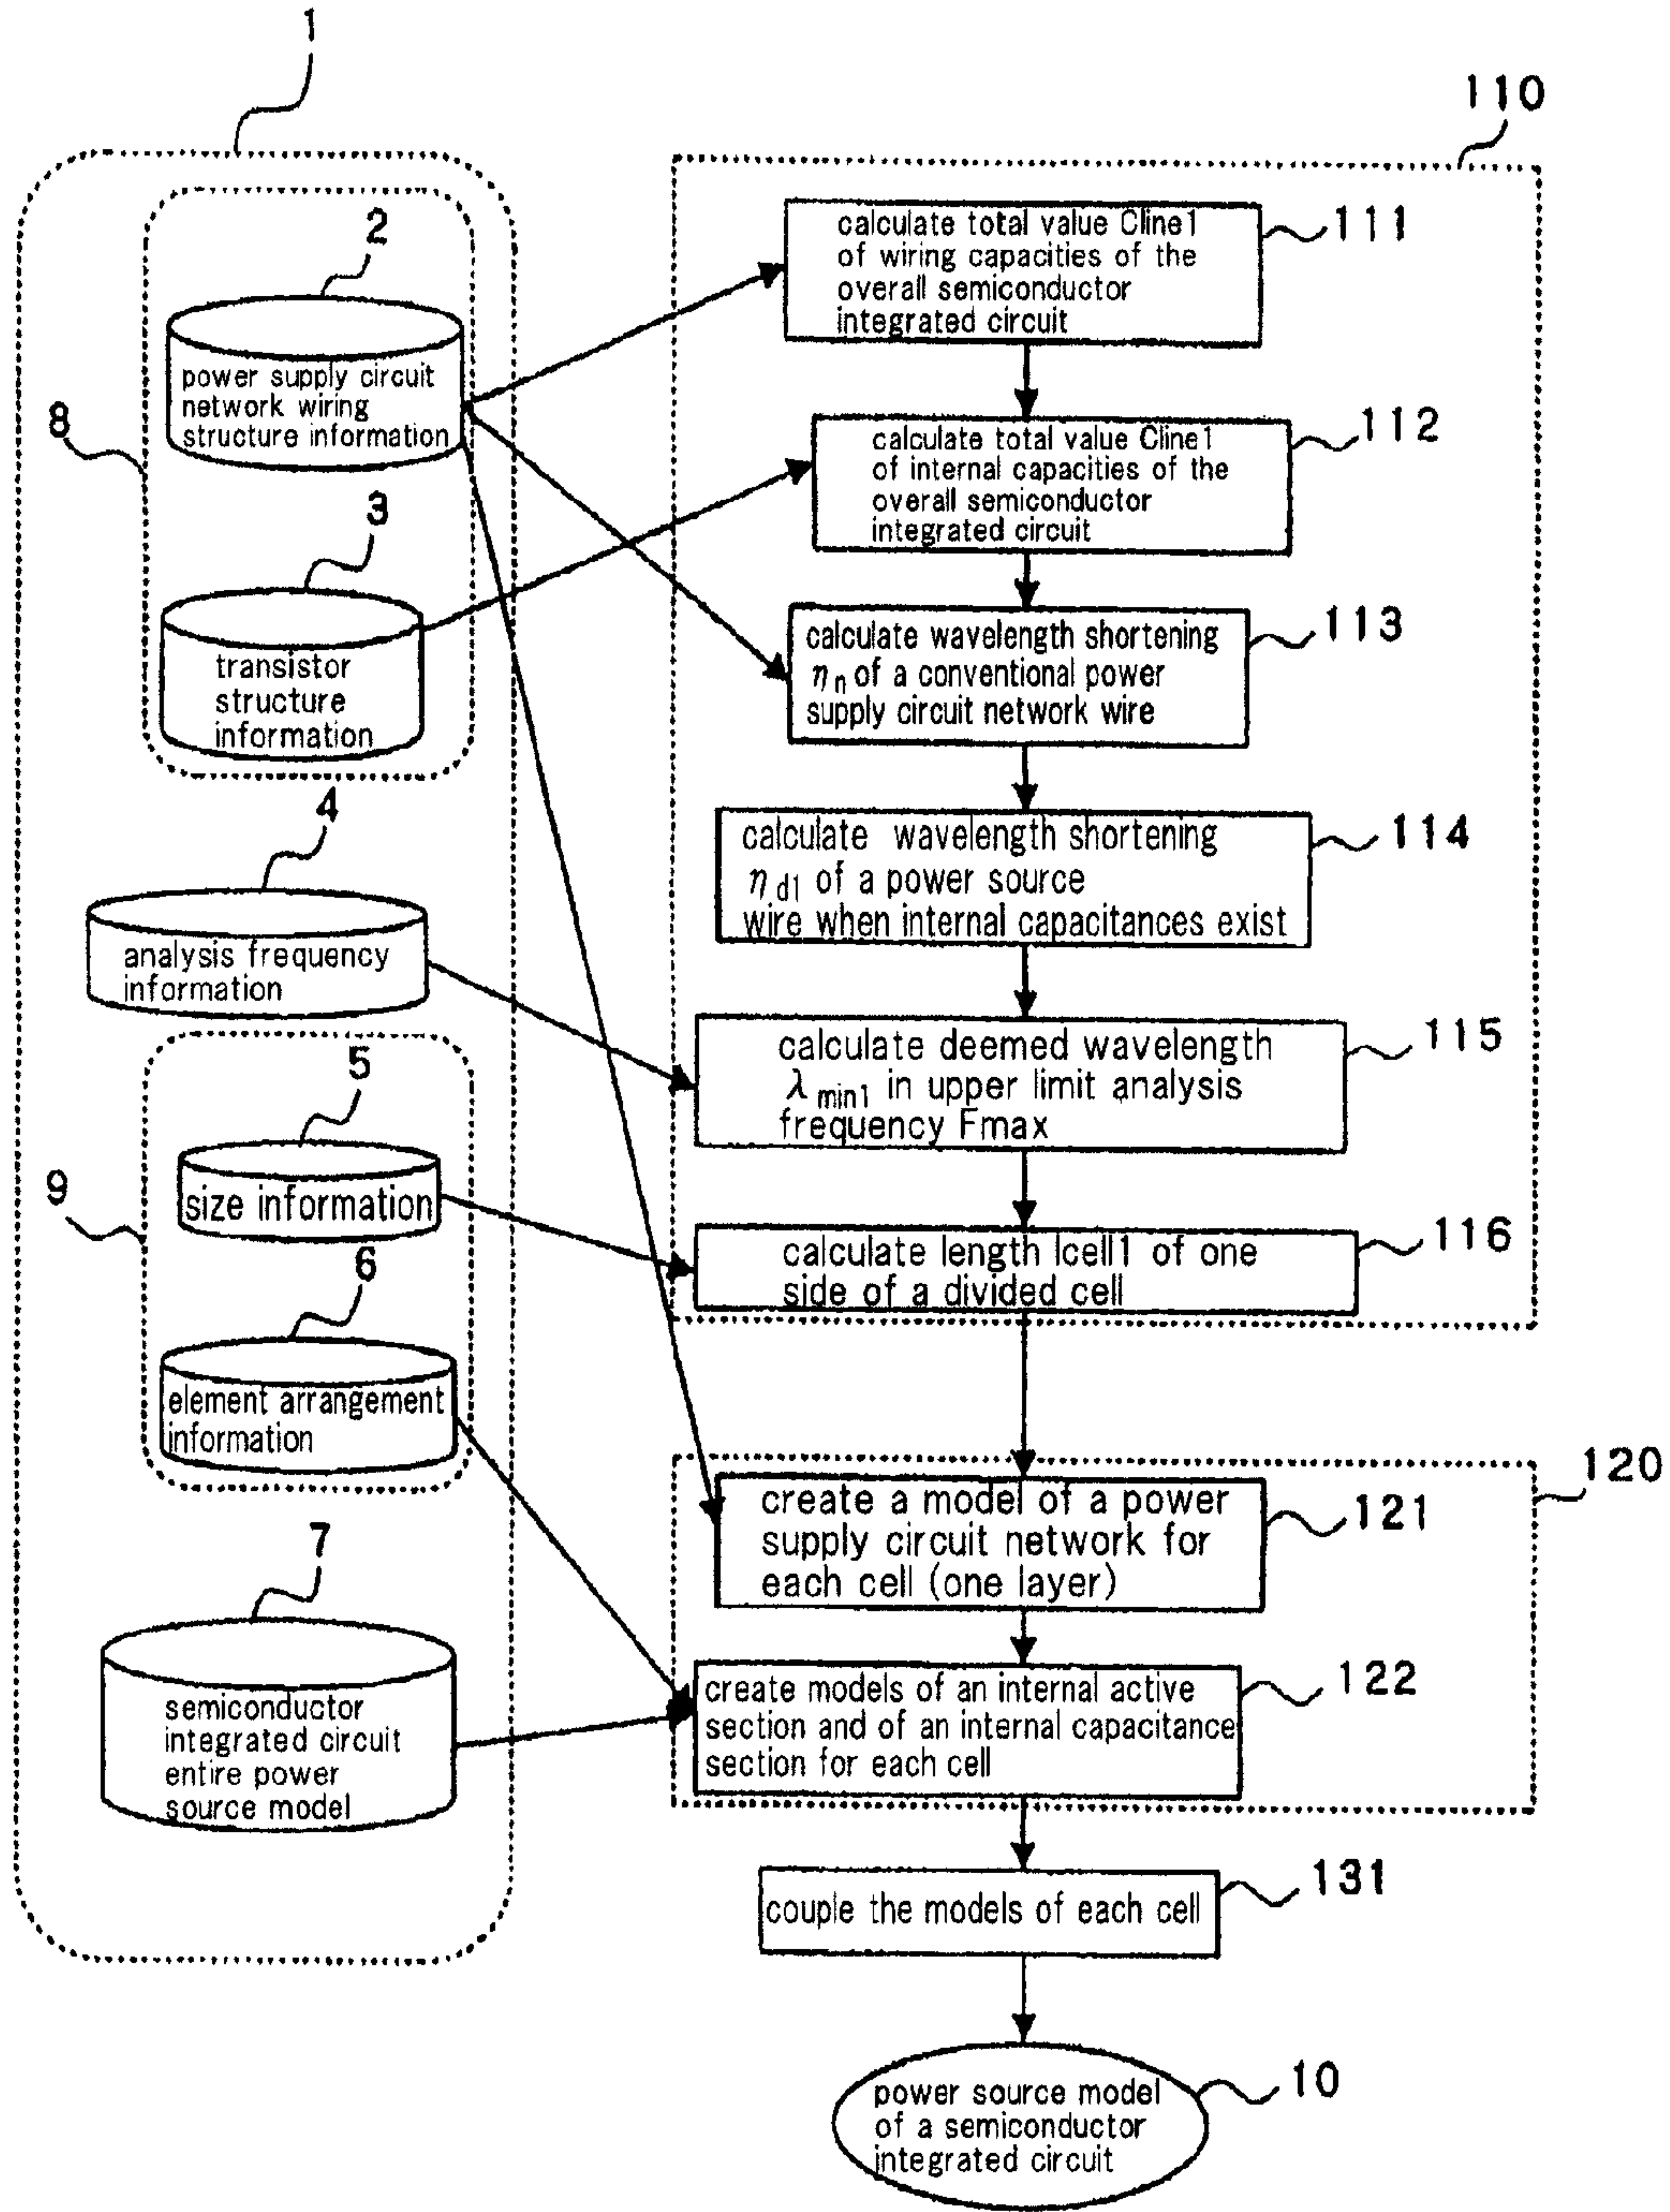 1
110
2
power supply circuit
network wiring
structure information
8
3
transistor
structure
information
4
analysis frequency
information
5
size information
9
6
element arrangement
information
7
semiconductor
integrated circuit
entire power
source model
calculate total value Cline1
of wiring capacities of the
overall semiconductor
integrated circuit
111
calculate total value Cline1
of internal capacities of the
overall semiconductor
integrated circuit
112
calculate wavelength shortening
ηn of a conventional power
supply circuit network wire
113
calculate wavelength shortening
ηd1 of a power source
wire when internal capacitances exist
114
calculate deemed wavelength
λmin1 in upper limit analysis
frequency Fmax
115
calculate length lcell1 of one
side of a divided cell
116
120
create a model of a power
supply circuit network for
each cell (one layer)
121
create models of an internal active
section and of an internal capacitance
section for each cell
122
couple the models of each cell
131
power source model
of a semiconductor
integrated circuit
10